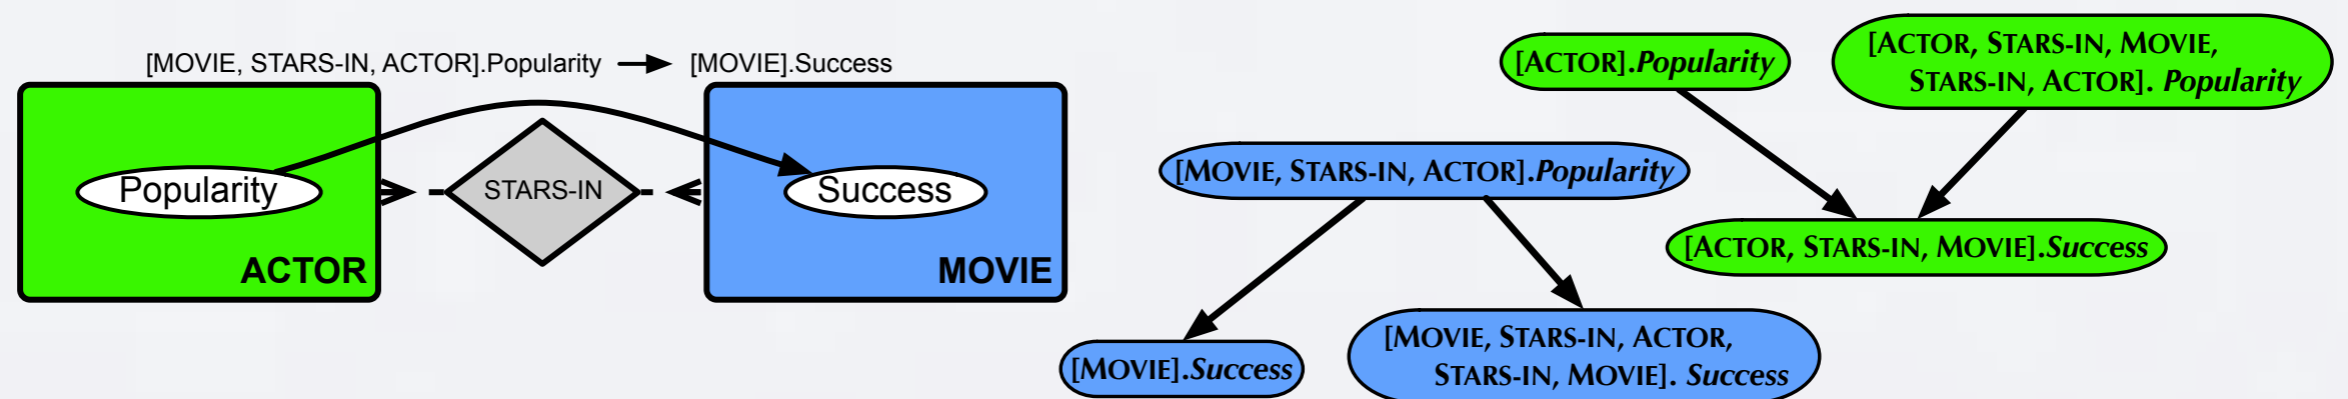 [MOVIE, STARS-IN, ACTOR].Popularity → [MOVIE].Success
Popularity
ACTOR
STARS-IN
Success
MOVIE
[ACTOR].Popularity
[ACTOR, STARS-IN, MOVIE,
STARS-IN, ACTOR]. Popularity
[MOVIE, STARS-IN, ACTOR].Popularity
[ACTOR, STARS-IN, MOVIE].Success
[MOVIE].Success
[MOVIE, STARS-IN, ACTOR,
STARS-IN, MOVIE]. Success